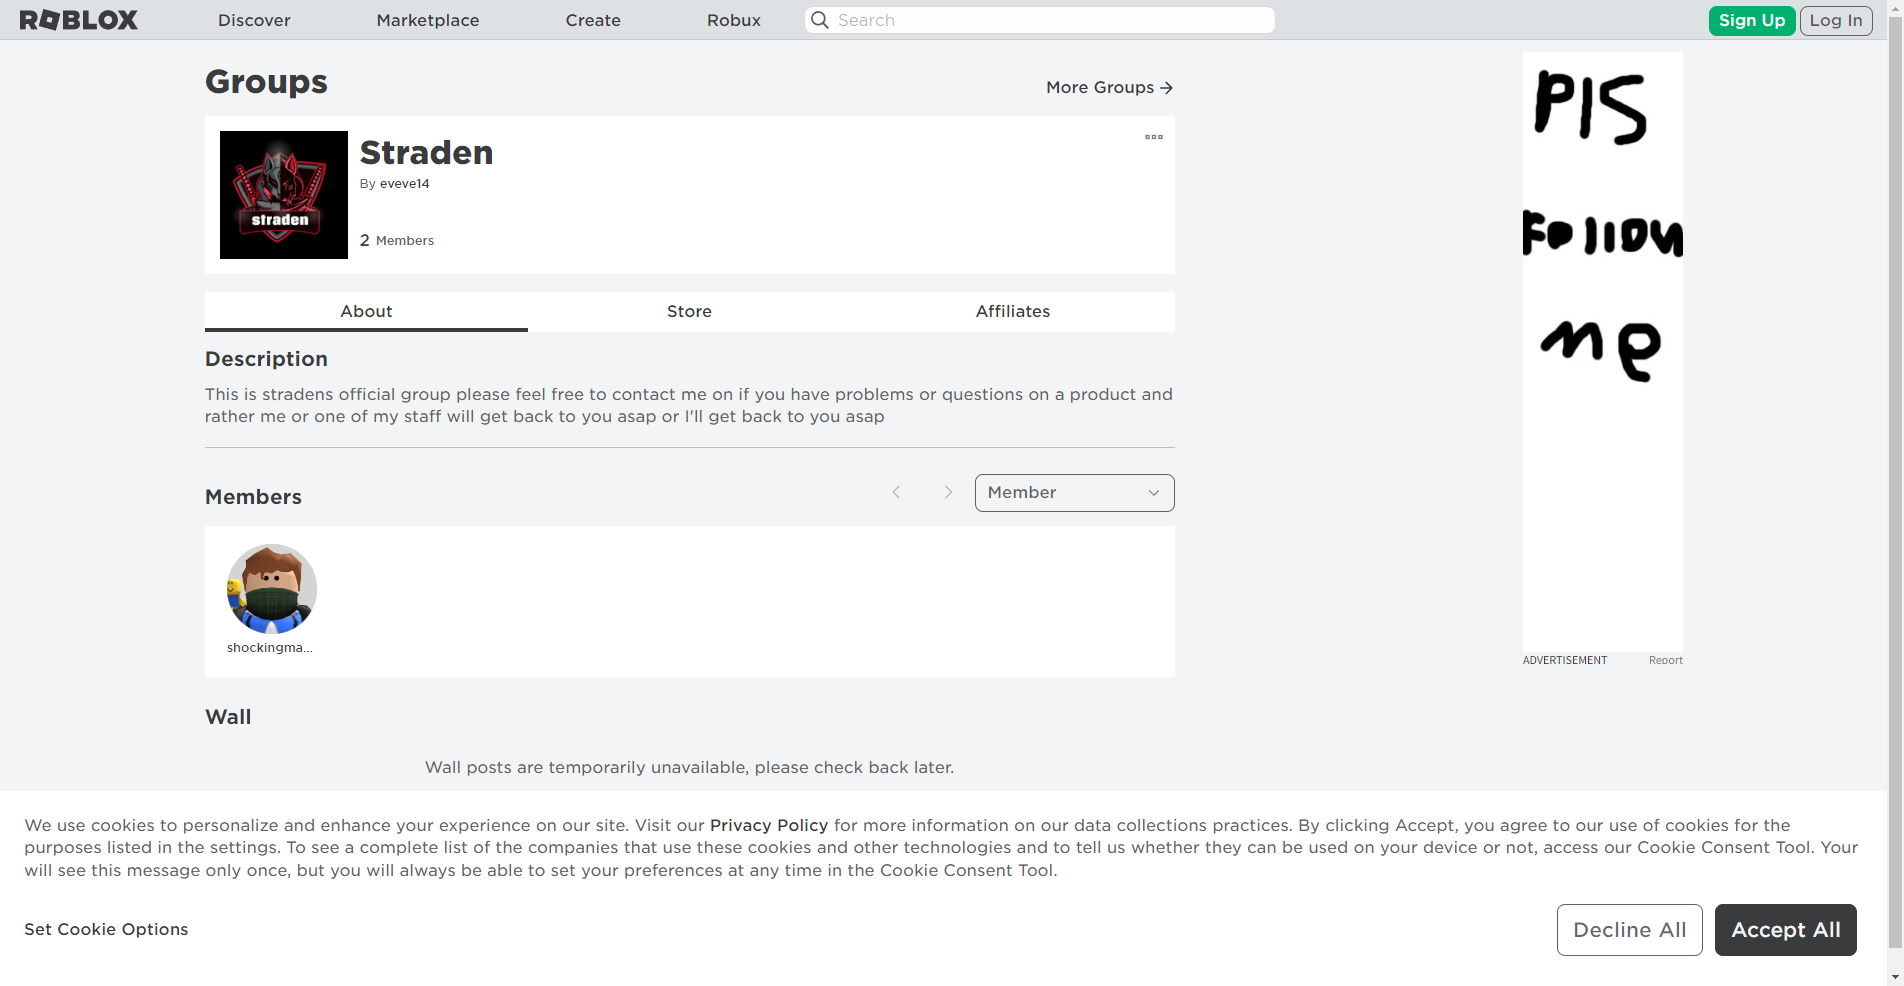 ROBLOX Discover Marketplace Create Robux Search Sign Up Log In
Groups
More Groups
straden
Straden
By eveve14
2 Members
About Store Affiliates
Description
This is stradens official group please feel free to contact me on if you have problems or questions on a product and
rather me or one of my staff will get back to you asap or I'll get back to you asap
Members
Member
shockingma...
Wall
Wall posts are temporarily unavailable, please check back later.
PlS
Follow
me
ADVERTISEMENT Report
We use cookies to personalize and enhance your experience on our site. Visit our Privacy Policy for more information on our data collections practices. By clicking Accept, you agree to our use of cookies for the
purposes listed in the settings. To see a complete list of the companies that use these cookies and other technologies and to tell us whether they can be used on your device or not, access our Cookie Consent Tool. Your
will see this message only once, but you will always be able to set your preferences at any time in the Cookie Consent Tool.
Set Cookie Options
Decline All Accept All